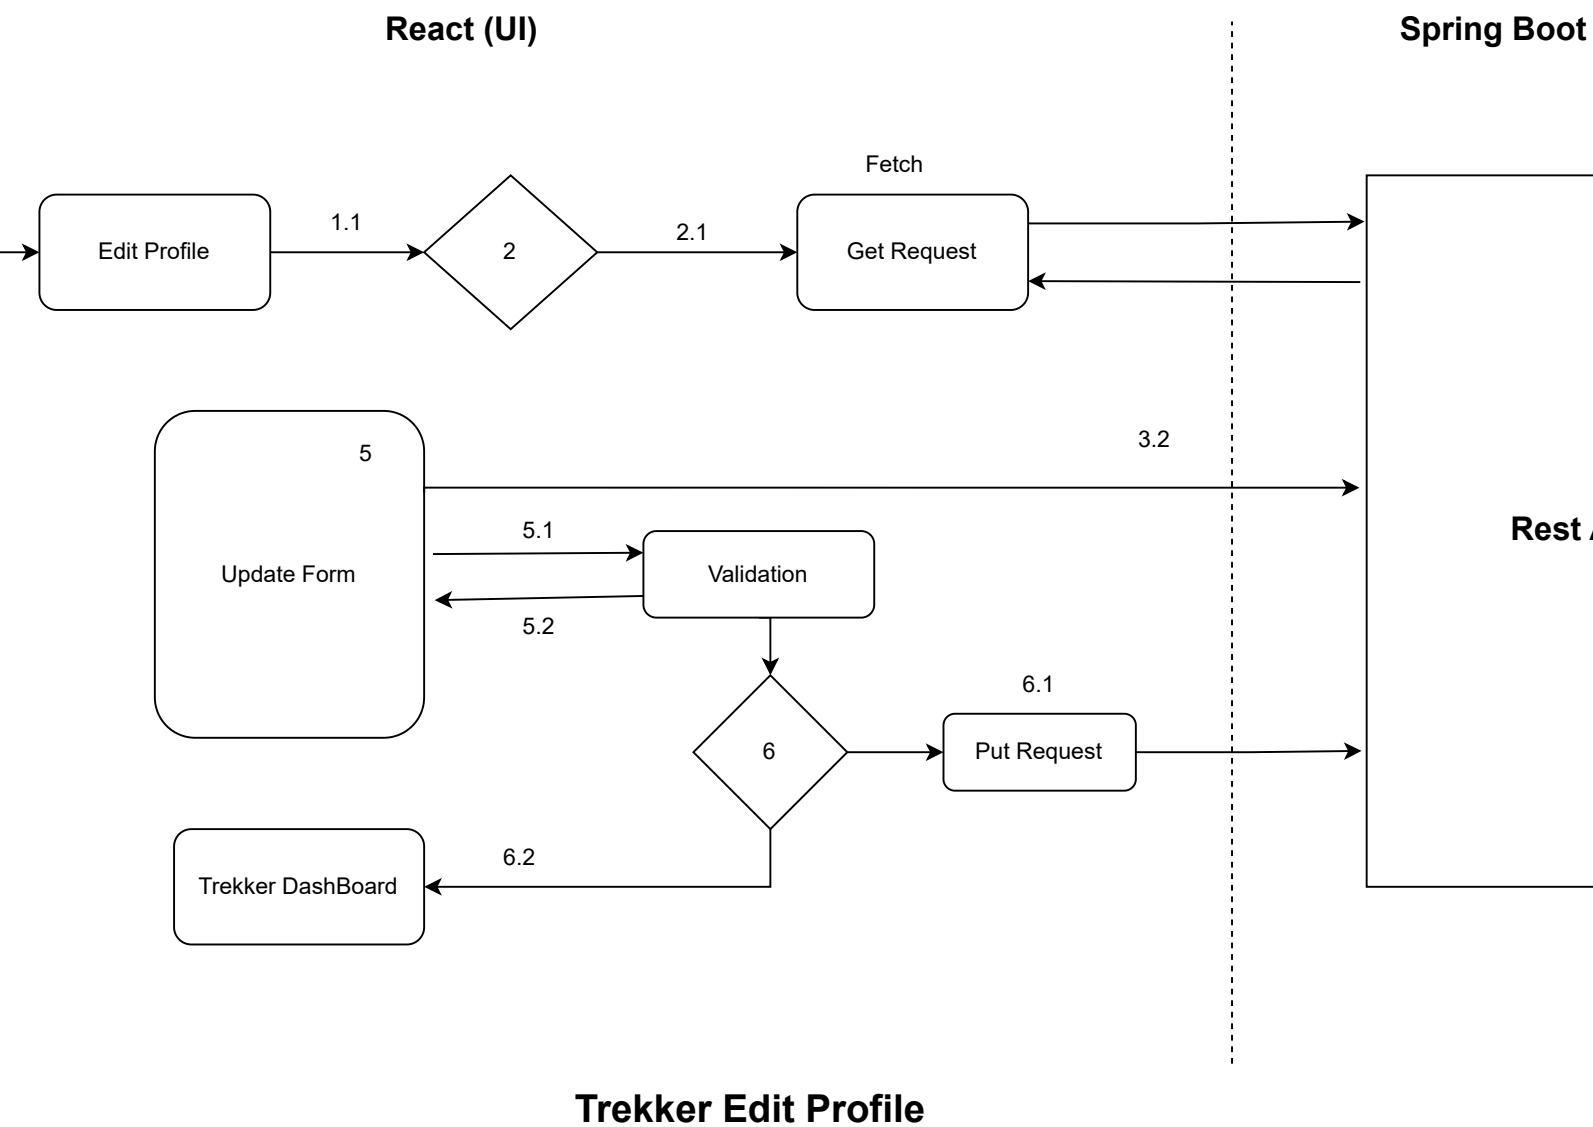 React (UI)
Spring Boot
Fetch
Edit Profile
1.1
2
2.1
Get Request
5
3.2
5.1
Update Form
Validation
5.2
Rest
6.1
6
Put Request
6.2
Trekker DashBoard
Trekker Edit Profile